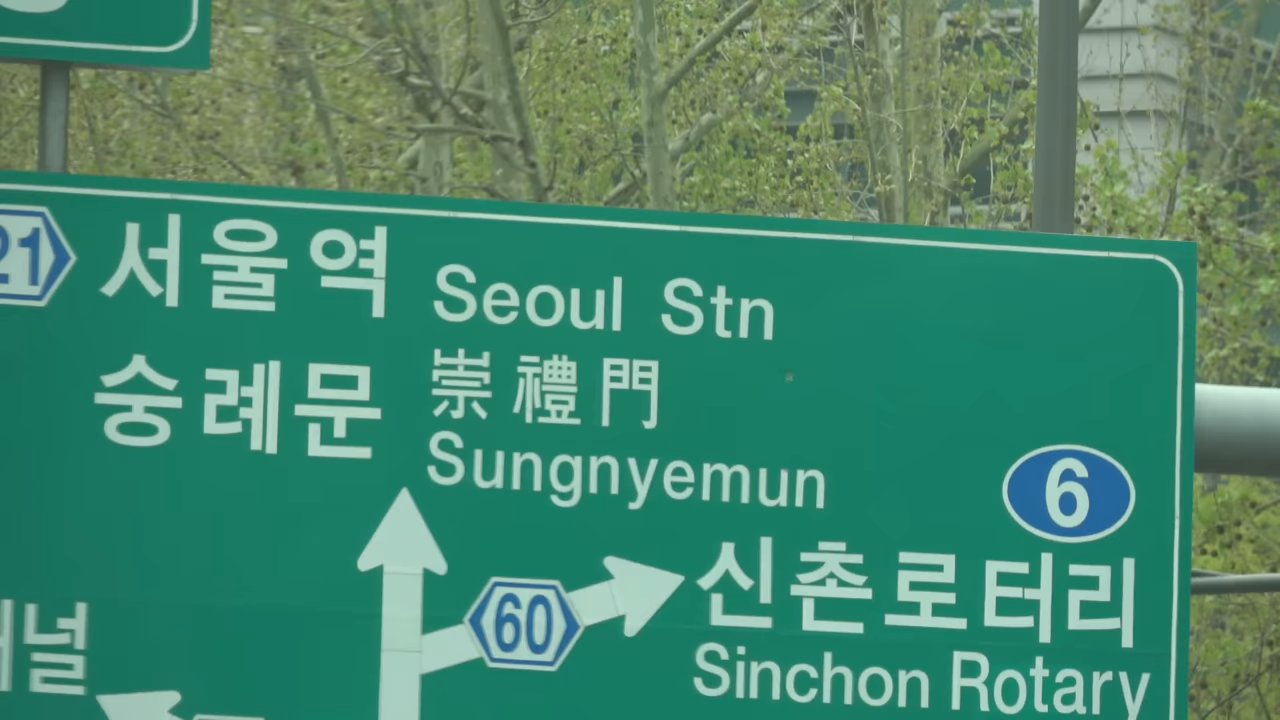 21 서울역 Seoul Stn
숭례문 崇禮門
Sungnyemun
6
60 신촌로터리
Sinchon Rotary
널